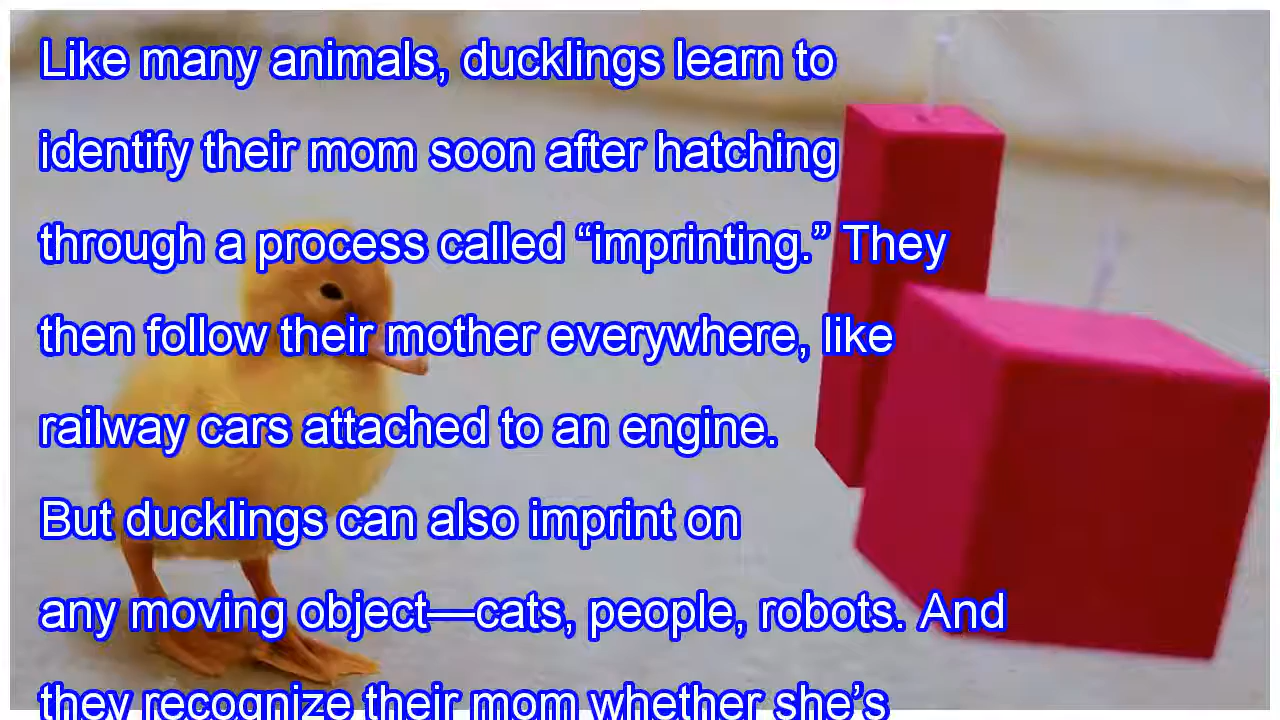 Like many animals, ducklings learn to
identify their mom soon after hatching
through a process called “imprinting.” They
then follow their mother everywhere, like
railway cars attached to an engine.
But ducklings can also imprint on
any moving object—cats, people, robots. And
they recognize their mom whether she’s